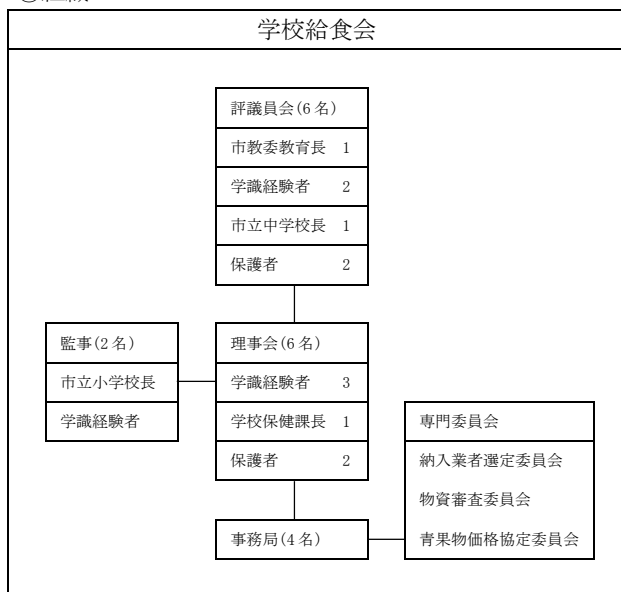 学校給食会
評議員会(6名)
市教委教育長 1
学識経験者 2
市立中学校長 1
保護者 2
監事(2名)
市立小学校長
学識経験者
理事会(6名)
学識経験者 3
学校保健課長 1
保護者 2
専門委員会
納入業者選定委員会
物資審査委員会
青果物価格協定委員会
事務局(4名)